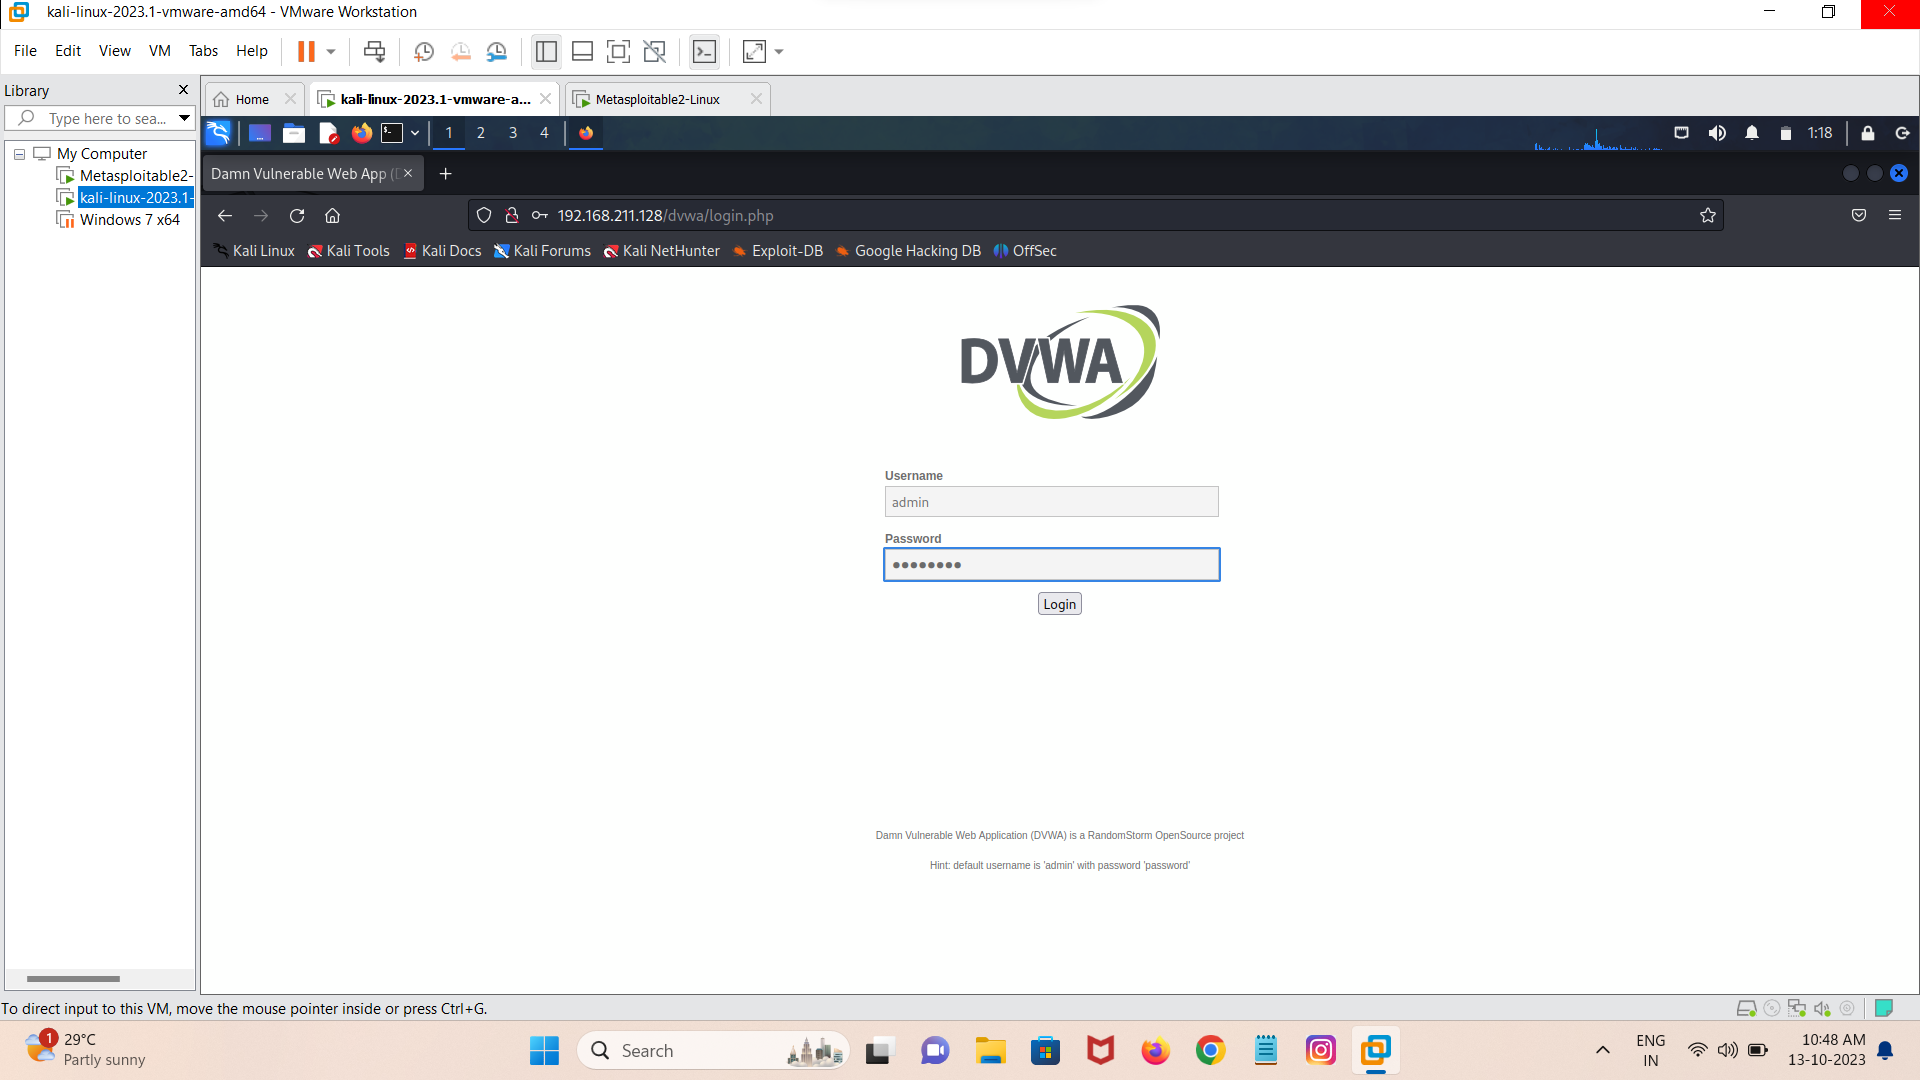 kali-linux-2023.1-vmware-amd64 - VMware Workstation
File Edit View VM Tabs Help
Library
Type here to sea...
My Computer
Metasploitable2-
kali-linux-2023.1-
Windows 7 x64
Home
kali-linux-2023.1-vmware-a...
Metasploitable2-Linux
1 2 3 4
1:18
Damn Vulnerable Web App (D
192.168.211.128/dvwa/login.php
Kali Linux Kali Tools Kali Docs Kali Forums Kali NetHunter Exploit-DB Google Hacking DB OffSec
DVWA
Username
admin
Password
Login
Damn Vulnerable Web Application (DVWA) is a RandomStorm OpenSource project
Hint: default username is 'admin' with password 'password'
To direct input to this VM, move the mouse pointer inside or press Ctrl+G.
1
29°C
Partly sunny
Search
ENG
IN
10:48 AM
13-10-2023